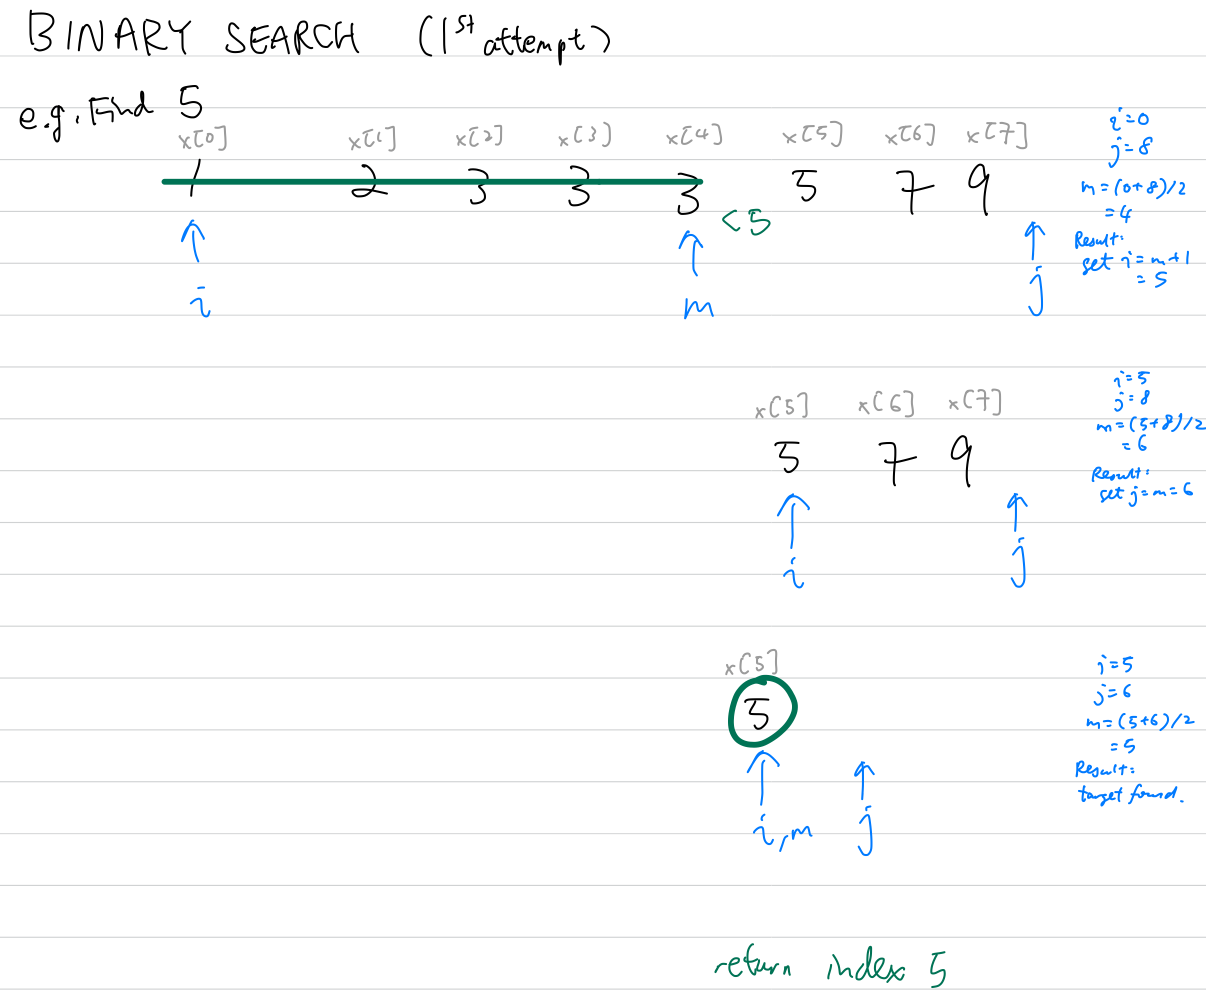 BINARY SEARCH (1st attempt)
e.g. Find 5
x[0] x[1] x[2] x[3] x[4] x[5] x[6] x[7]
1 2 3 3 3 5 7 9
<5
i m j
i=0
j=8
m=(0+8)/2
=4
Result:
set i=m+1
=5
x[5] x[6] x[7]
5 7 9
i j
i=5
j=8
m=(5+8)/2
=6
Result:
set j=m=6
x[5]
5
i,m j
i=5
j=6
m=(5+6)/2
=5
Result:
target found.
return index 5